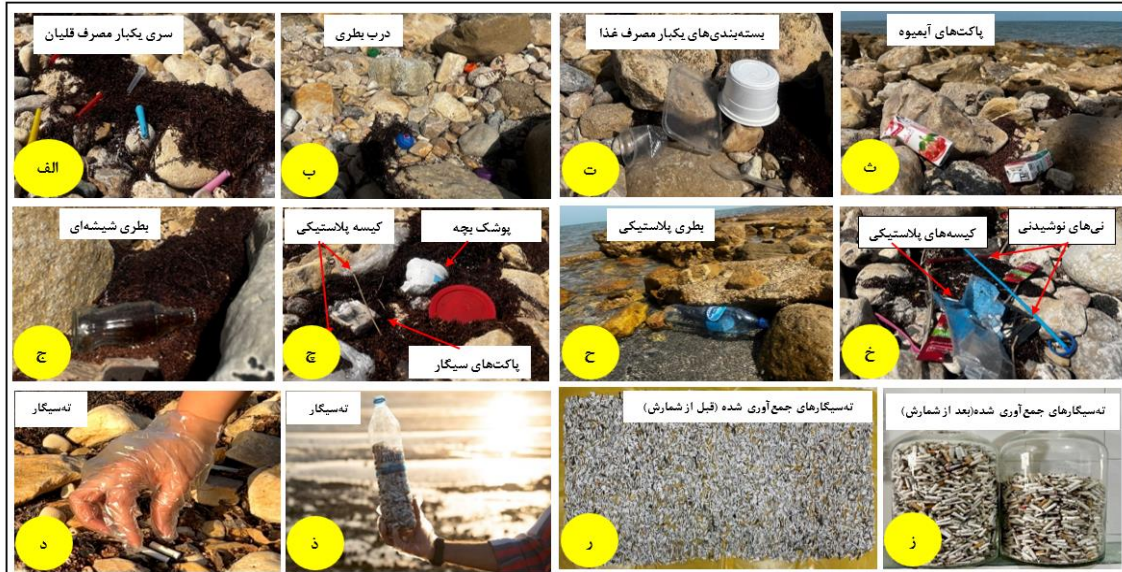 سری یکبار مصرف قلیان
الف
درب بطری
ب
بسته‌بندی‌های یکبار مصرف غذا
ت
پاکت‌های آبمیوه
ث
بطری شیشه‌ای
ج
کیسه پلاستیکی
پوشک بچه
پاکت‌های سیگار
چ
بطری پلاستیکی
ح
نی‌های نوشیدنی
کیسه‌های پلاستیکی
خ
ته‌سیگار
د
ته‌سیگار
ذ
ته‌سیگارهای جمع‌آوری شده (قبل از شمارش)
ر
ته‌سیگارهای جمع‌آوری شده(بعد از شمارش)
ز